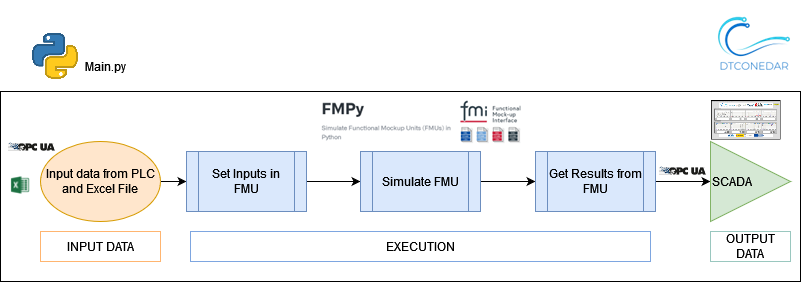 Main.py
DTCONEDAR
FMPy
Simulate Functional Mockup Units (FMUs) in
Python
fmi
Functional
Mock-up
Interface
OPC UA
Input data from PLC
and Excel File
Set Inputs in
FMU
Simulate FMU
Get Results from
FMU
OPC UA
SCADA
INPUT DATA
EXECUTION
OUTPUT
DATA